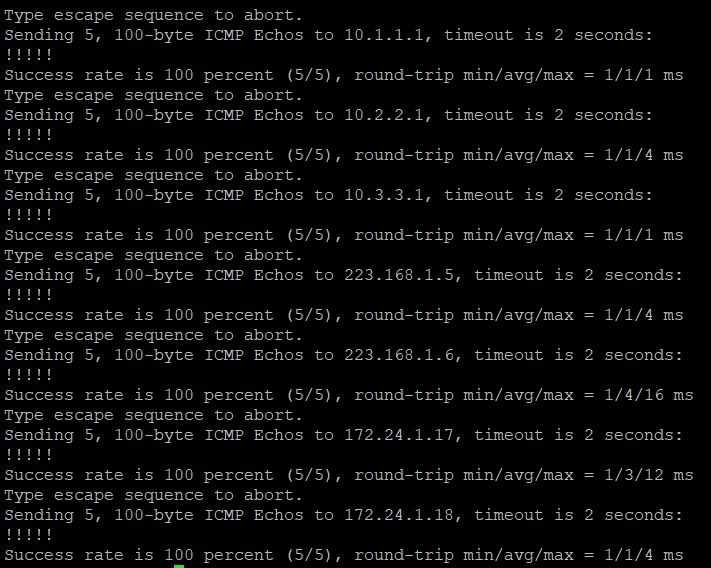 Type escape sequence to abort.
Sending 5, 100-byte ICMP Echos to 10.1.1.1, timeout is 2 seconds:
!!!!!
Success rate is 100 percent (5/5), round-trip min/avg/max = 1/1/1 ms
Type escape sequence to abort.
Sending 5, 100-byte ICMP Echos to 10.2.2.1, timeout is 2 seconds:
!!!!!
Success rate is 100 percent (5/5), round-trip min/avg/max = 1/1/4 ms
Type escape sequence to abort.
Sending 5, 100-byte ICMP Echos to 10.3.3.1, timeout is 2 seconds:
!!!!!
Success rate is 100 percent (5/5), round-trip min/avg/max = 1/1/1 ms
Type escape sequence to abort.
Sending 5, 100-byte ICMP Echos to 223.168.1.5, timeout is 2 seconds:
!!!!!
Success rate is 100 percent (5/5), round-trip min/avg/max = 1/1/4 ms
Type escape sequence to abort.
Sending 5, 100-byte ICMP Echos to 223.168.1.6, timeout is 2 seconds:
!!!!!
Success rate is 100 percent (5/5), round-trip min/avg/max = 1/4/16 ms
Type escape sequence to abort.
Sending 5, 100-byte ICMP Echos to 172.24.1.17, timeout is 2 seconds:
!!!!!
Success rate is 100 percent (5/5), round-trip min/avg/max = 1/3/12 ms
Type escape sequence to abort.
Sending 5, 100-byte ICMP Echos to 172.24.1.18, timeout is 2 seconds:
!!!!!
Success rate is 100 percent (5/5), round-trip min/avg/max = 1/1/4 ms